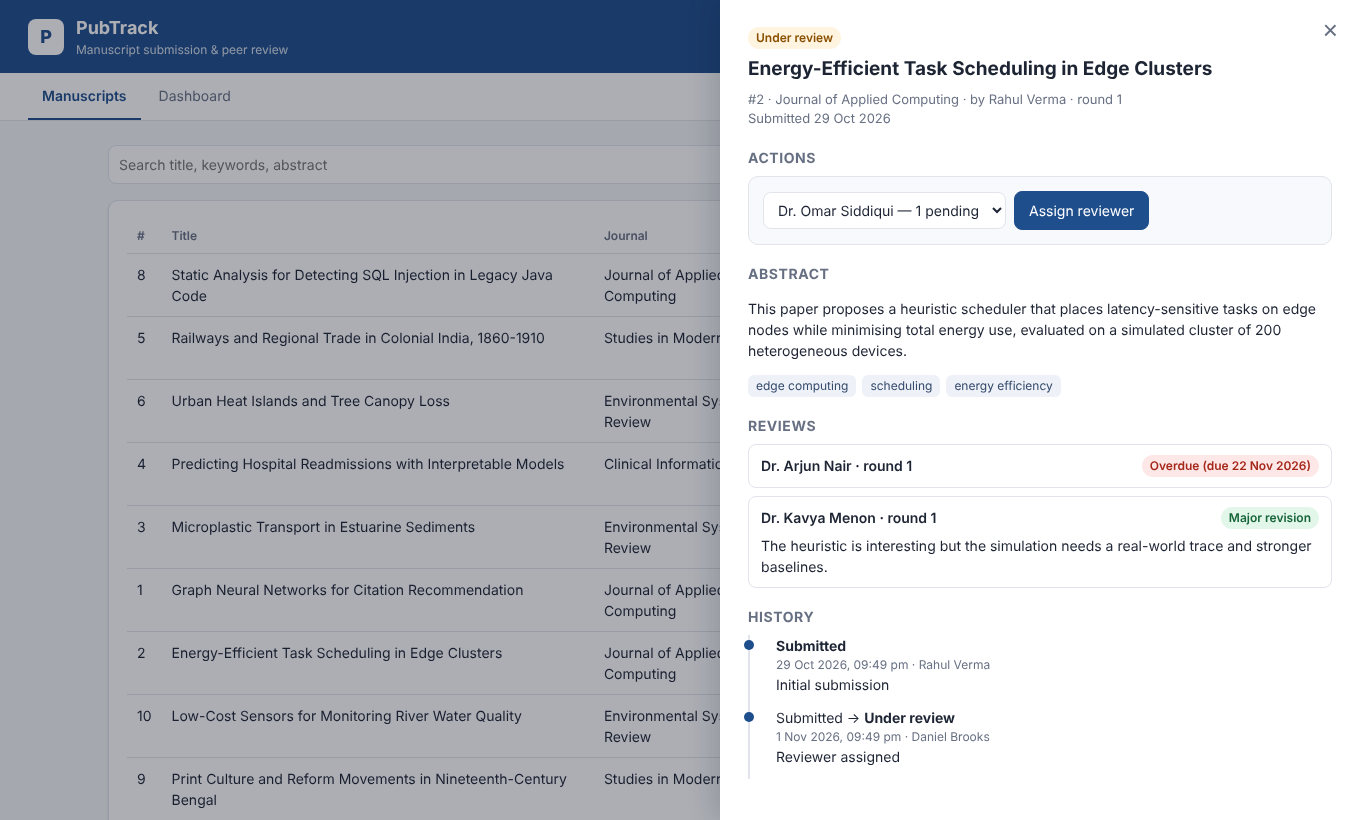 P
PubTrack
Manuscript submission & peer review
Manuscripts
Dashboard
Search title, keywords, abstract
# Title Journal
8 Static Analysis for Detecting SQL Injection in Legacy Java Code
Journal of Applied Computing
5 Railways and Regional Trade in Colonial India, 1860-1910
Studies in Modern
6 Urban Heat Islands and Tree Canopy Loss
Environmental Sy
Review
4 Predicting Hospital Readmissions with Interpretable Models
Clinical Informatic
3 Microplastic Transport in Estuarine Sediments
Environmental Sy
Review
1 Graph Neural Networks for Citation Recommendation
Journal of Applied
Computing
2 Energy-Efficient Task Scheduling in Edge Clusters
Journal of Applied
Computing
10 Low-Cost Sensors for Monitoring River Water Quality
Environmental Sy
Review
9 Print Culture and Reform Movements in Nineteenth-Century
Bengal
Studies in Modern
✕
Under review
Energy-Efficient Task Scheduling in Edge Clusters
#2 · Journal of Applied Computing · by Rahul Verma · round 1
Submitted 29 Oct 2026
ACTIONS
Dr. Omar Siddiqui — 1 pending
Assign reviewer
ABSTRACT
This paper proposes a heuristic scheduler that places latency-sensitive tasks on edge
nodes while minimising total energy use, evaluated on a simulated cluster of 200
heterogeneous devices.
edge computing
scheduling
energy efficiency
REVIEWS
Dr. Arjun Nair · round 1
Overdue (due 22 Nov 2026)
Dr. Kavya Menon · round 1
Major revision
The heuristic is interesting but the simulation needs a real-world trace and stronger
baselines.
HISTORY
Submitted
29 Oct 2026, 09:49 pm · Rahul Verma
Initial submission
Submitted → Under review
1 Nov 2026, 09:49 pm · Daniel Brooks
Reviewer assigned